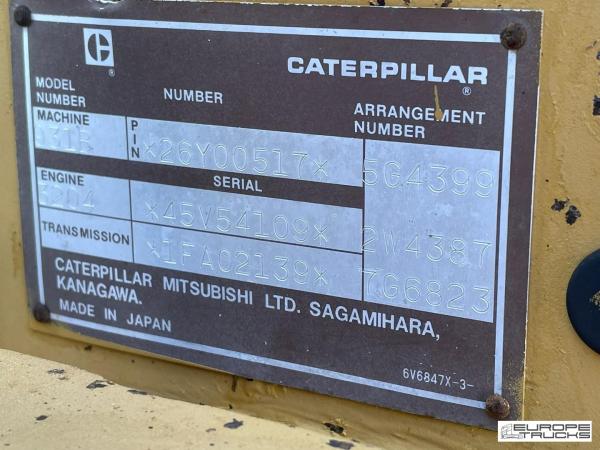 C
®
CATERPILLAR
®
MODEL NUMBER
NUMBER
ARRANGEMENT NUMBER
MACHINE
PIN
*26Y00517*
5G4399
SERIAL
ENGINE
3204
*45V54109*
2W4387
TRANSMISSION
*1FA02139*
7G6823
CATERPILLAR MITSUBISHI LTD. SAGAMIHARA,
KANAGAWA.
MADE IN JAPAN
6V6847X-3-
EUROPE
TRUCKS